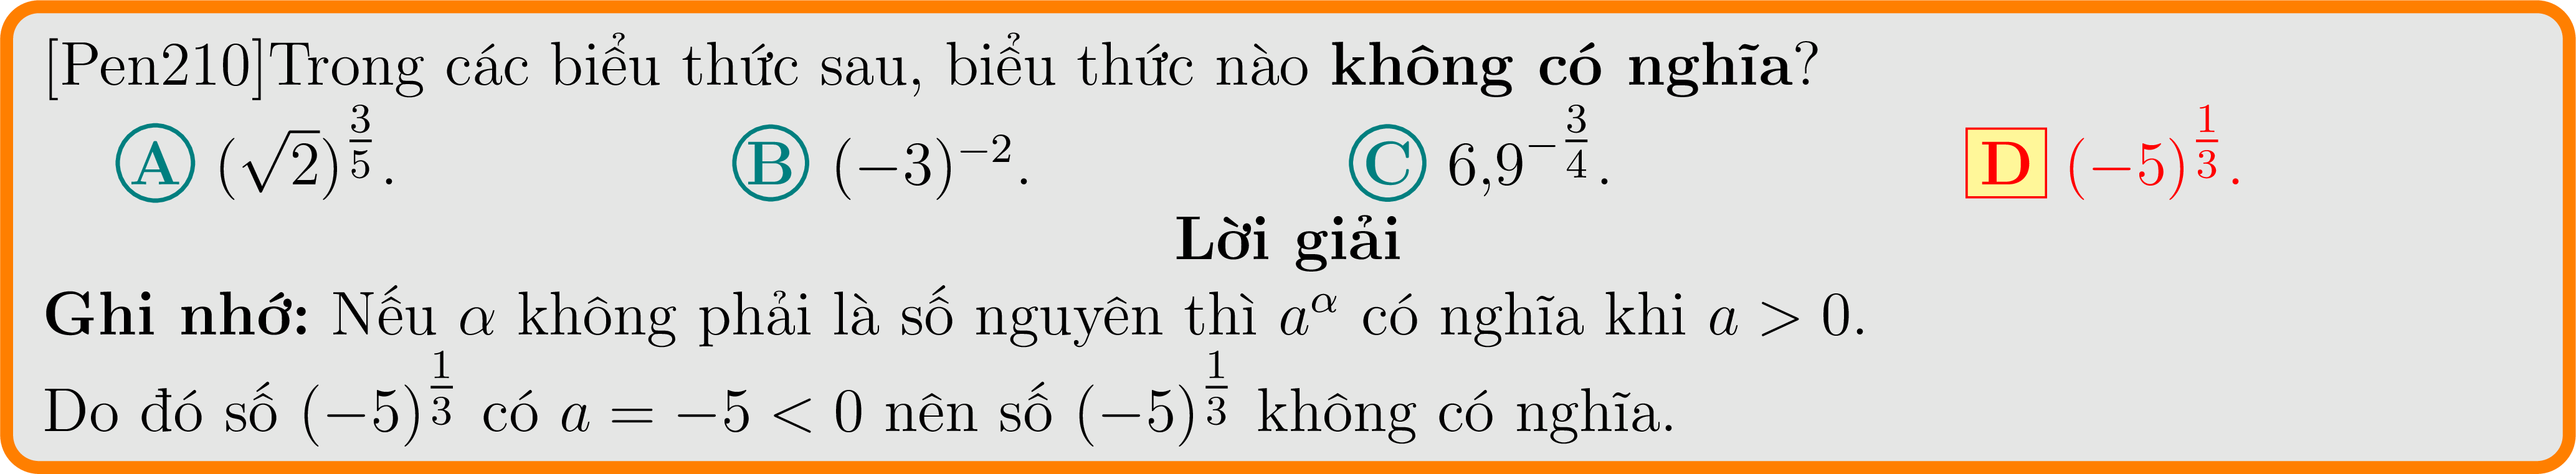 [Pen210]Trong các biểu thức sau, biểu thức nào không có nghĩa?
A $(\sqrt{2})^{\frac{3}{5}}$. B $(-3)^{-2}$. C $6,9^{-\frac{3}{4}}$. D $(-5)^{\frac{1}{3}}$.
Lời giải
Ghi nhớ: Nếu $\alpha$ không phải là số nguyên thì $a^{\alpha}$ có nghĩa khi $a > 0$.
Do đó số $(-5)^{\frac{1}{3}}$ có $a = -5 < 0$ nên số $(-5)^{\frac{1}{3}}$ không có nghĩa.